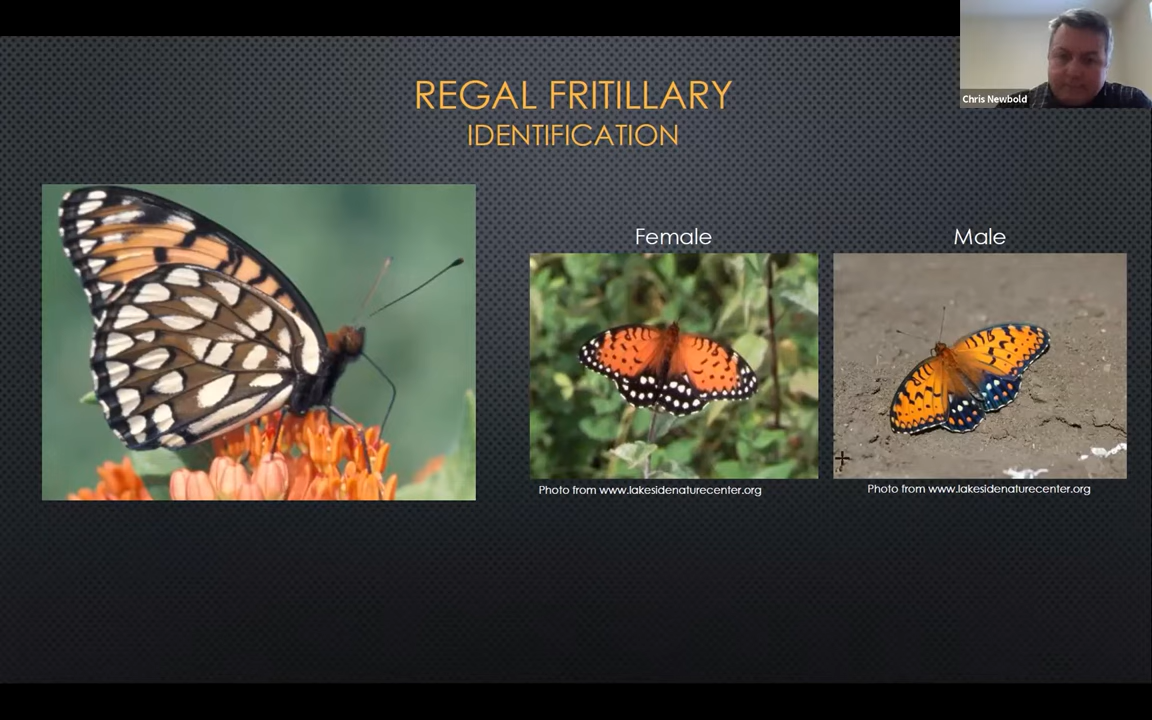 Chris Newbold
REGAL FRITILLARY
IDENTIFICATION
Female
Male
Photo from www.lakesidenaturecenter.org
Photo from www.lakesidenaturecenter.org